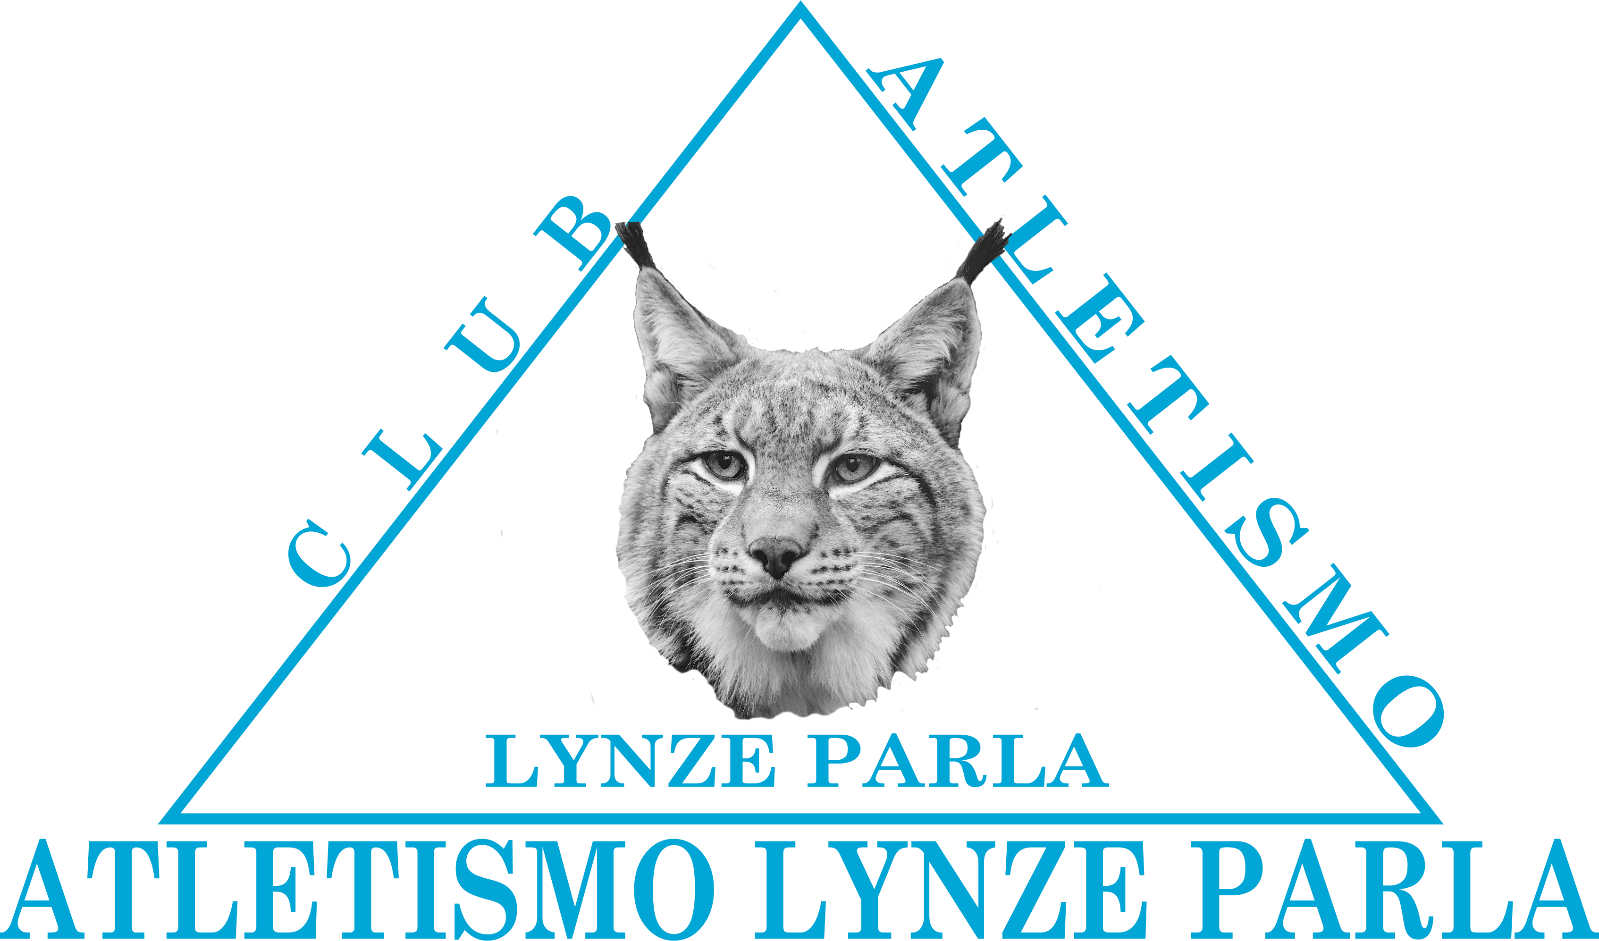 CLUB
ATLETISMO
LYNZE PARLA
ATLETISMO LYNZE PARLA